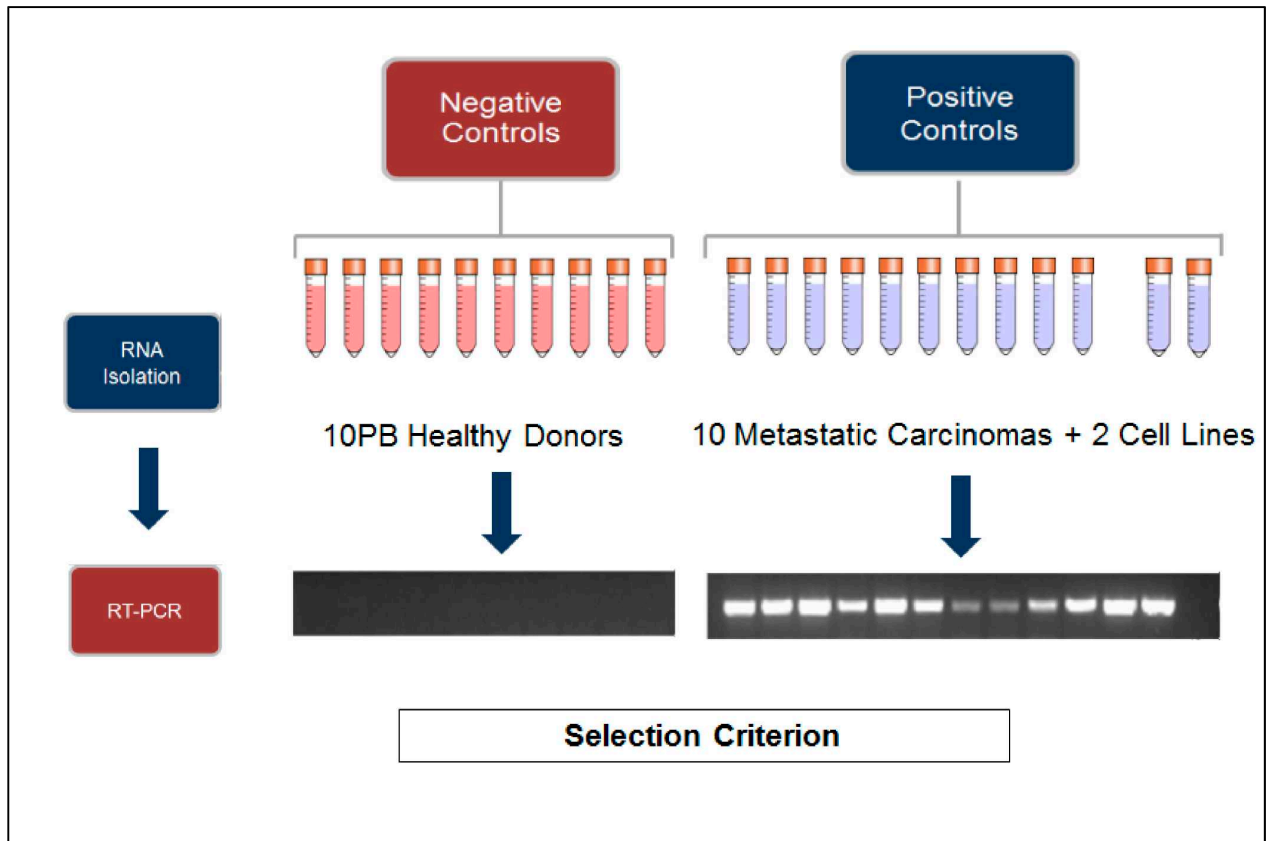 Negative
Controls
Positive
Controls
RNA
Isolation
10PB Healthy Donors
10 Metastatic Carcinomas + 2 Cell Lines
RT-PCR
Selection Criterion